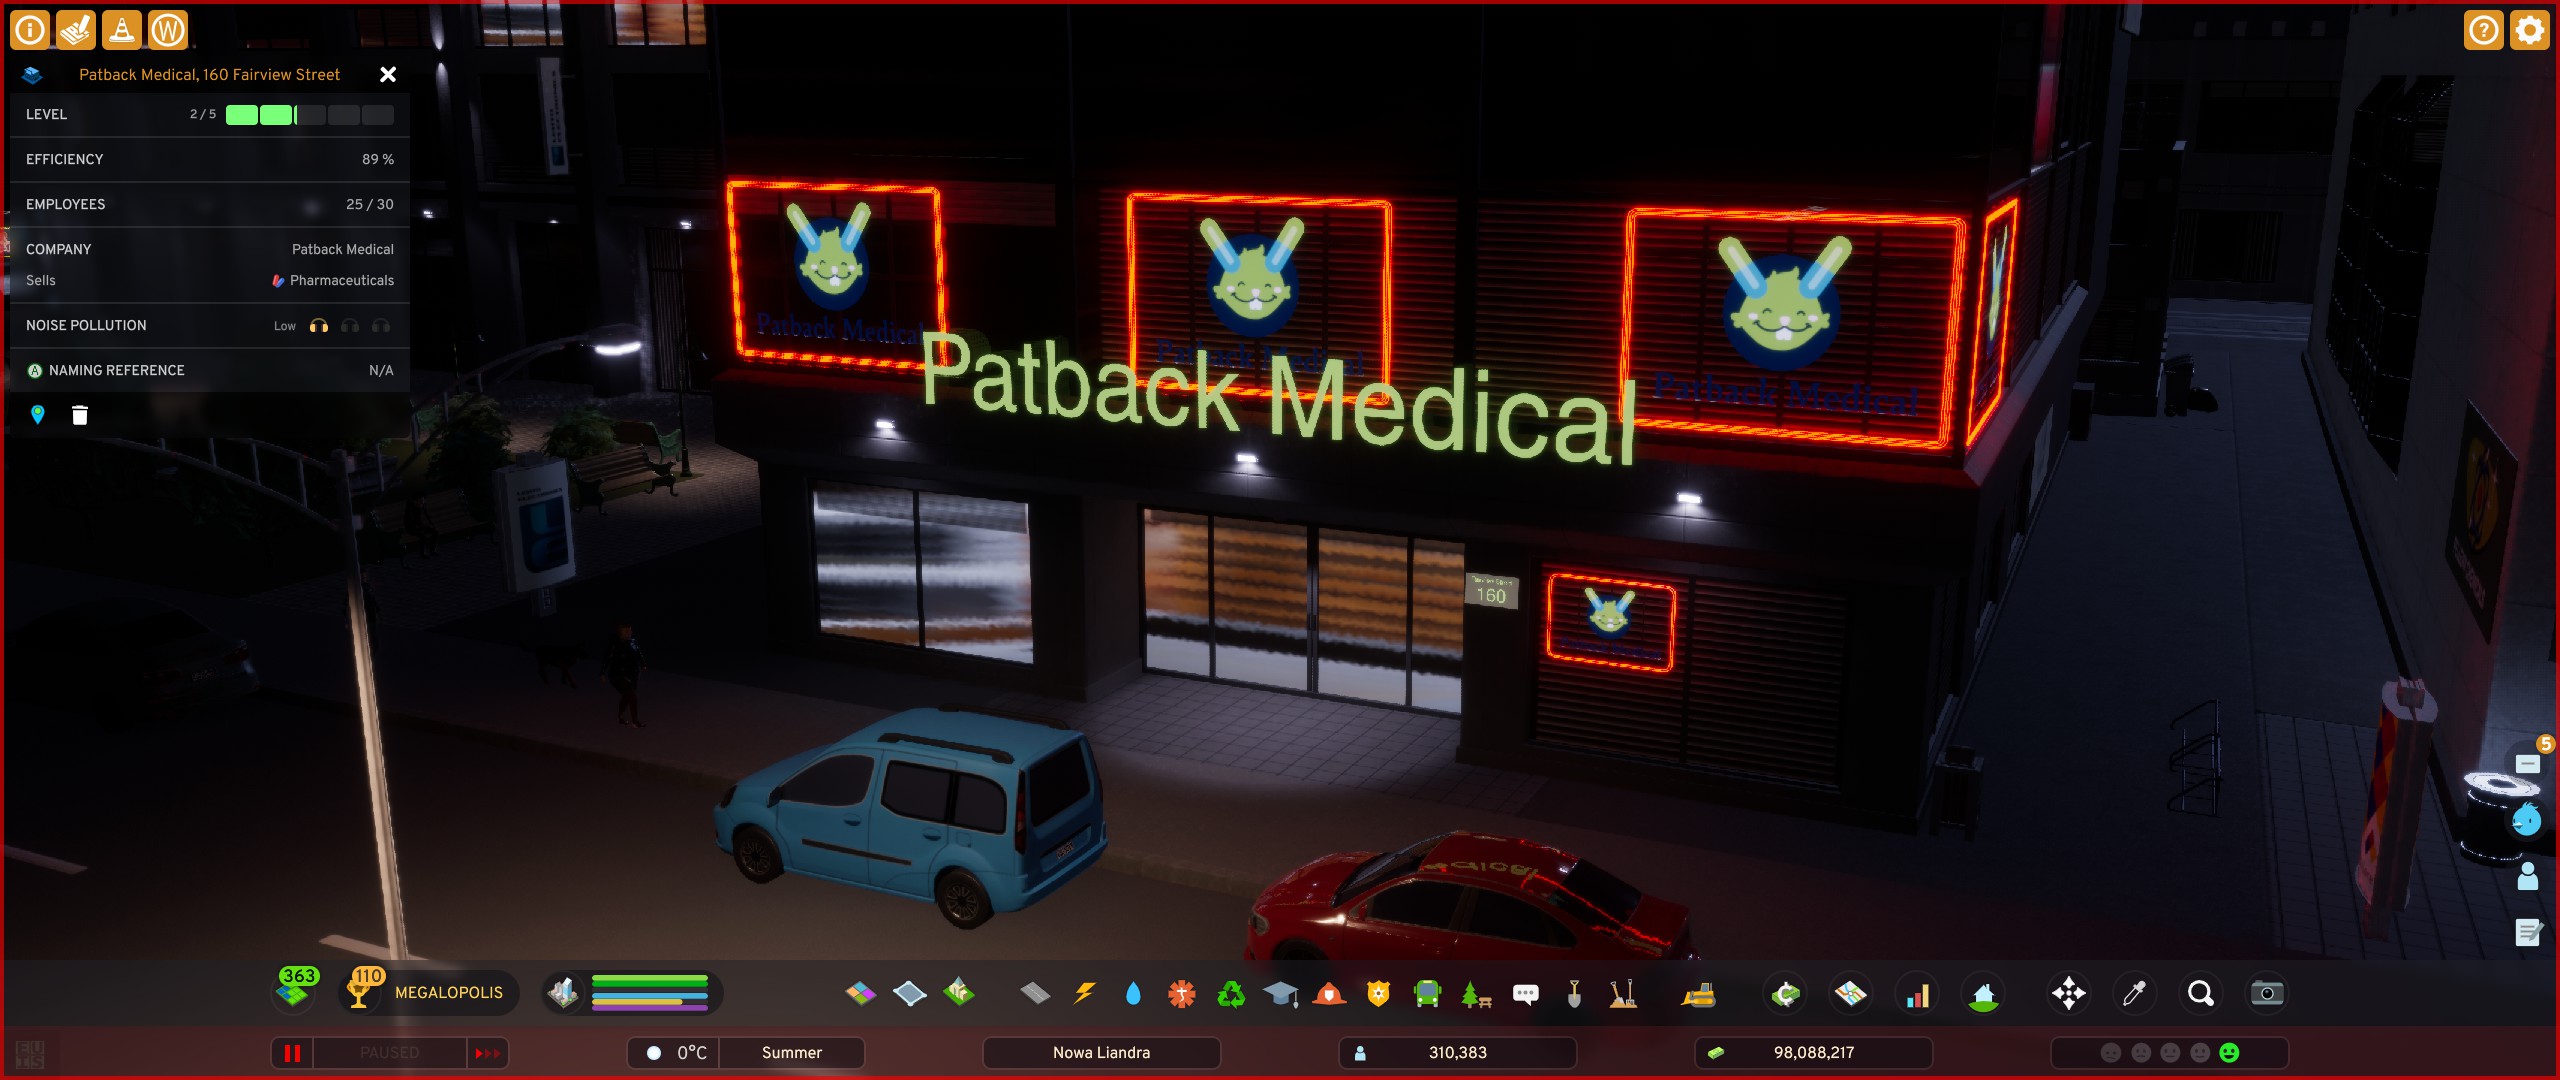 Patback Medical, 160 Fairview Street
LEVEL 2 / 5
EFFICIENCY 89 %
EMPLOYEES 25 / 30
COMPANY Patback Medical
Sells Pharmaceuticals
NOISE POLLUTION Low
A NAMING REFERENCE N/A
Patback Medical
Patback Medical
Patback Medical
Patback Medical
160
5
363
110
MEGALOPOLIS
PAUSED
0°C
Summer
Nowa Liandra
310,383
98,088,217